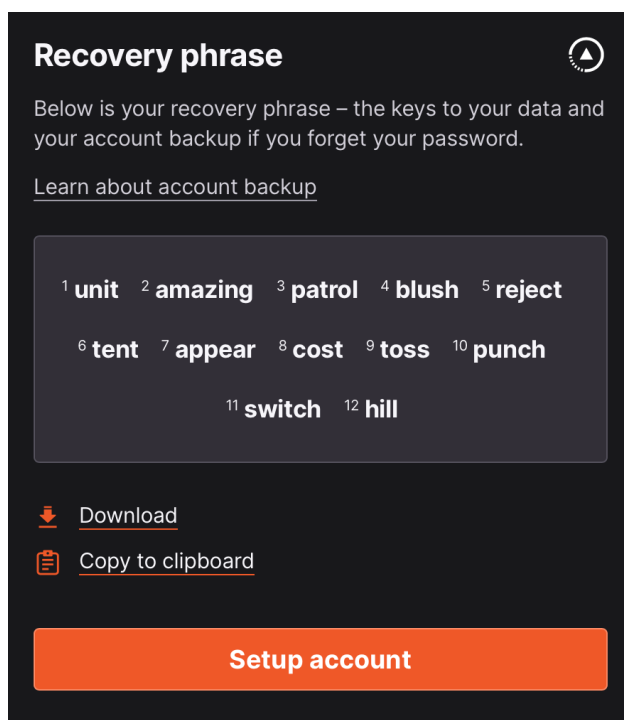 Recovery phrase
Below is your recovery phrase – the keys to your data and
your account backup if you forget your password.
Learn about account backup
1 unit 2 amazing 3 patrol 4 blush 5 reject
6 tent 7 appear 8 cost 9 toss 10 punch
11 switch 12 hill
Download
Copy to clipboard
Setup account